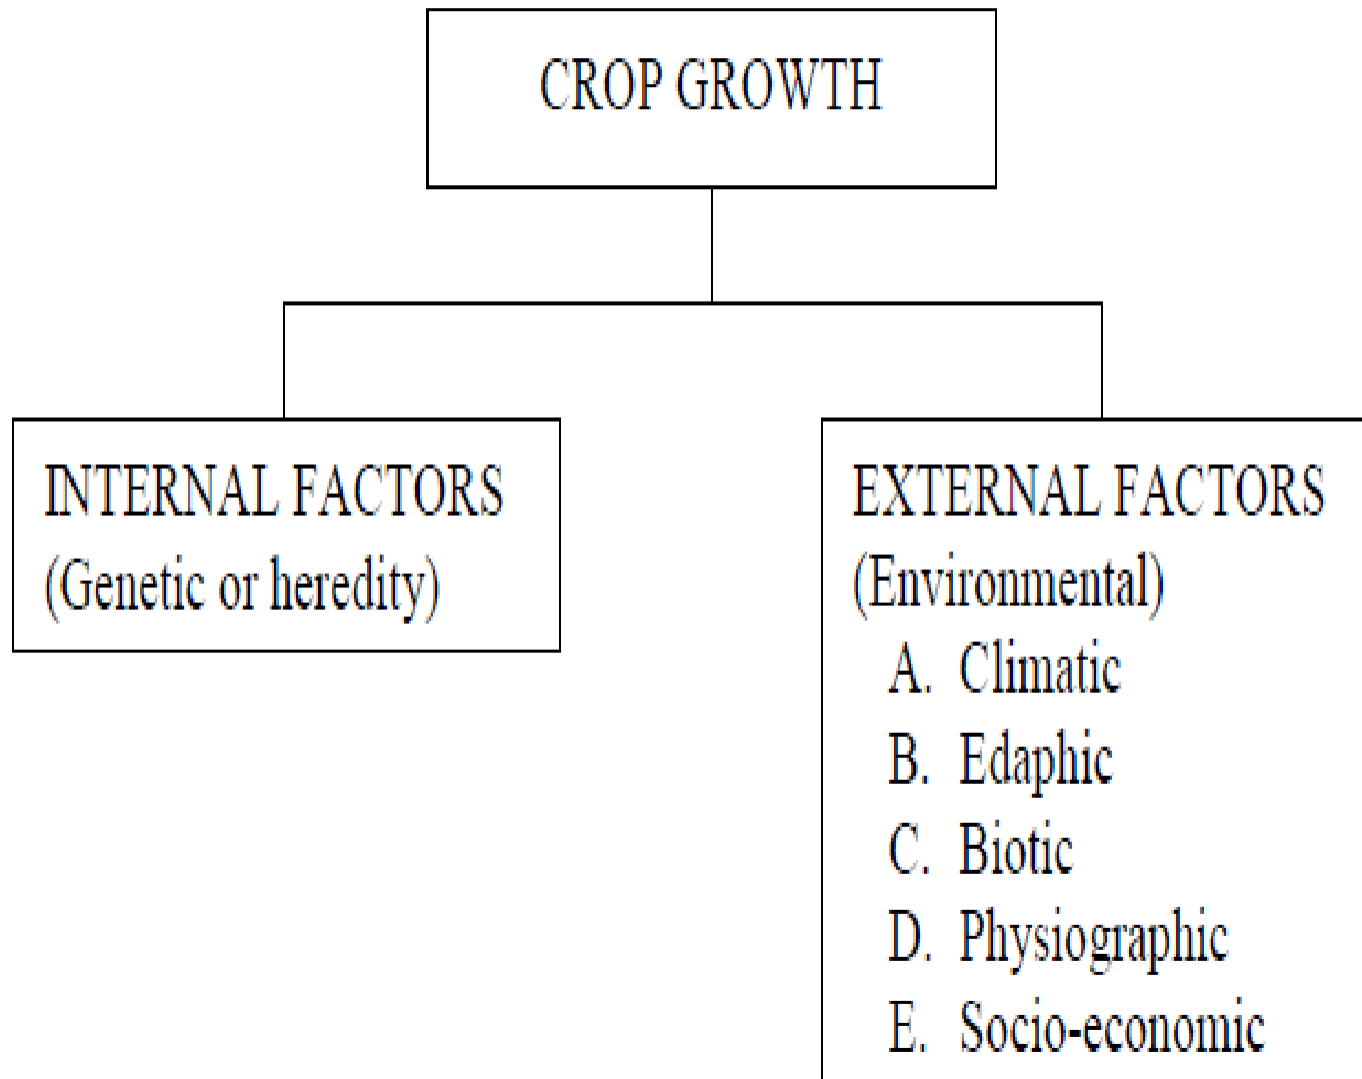 CROP GROWTH
INTERNAL FACTORS
(Genetic or heredity)
EXTERNAL FACTORS
(Environmental)
A. Climatic
B. Edaphic
C. Biotic
D. Physiographic
E. Socio-economic